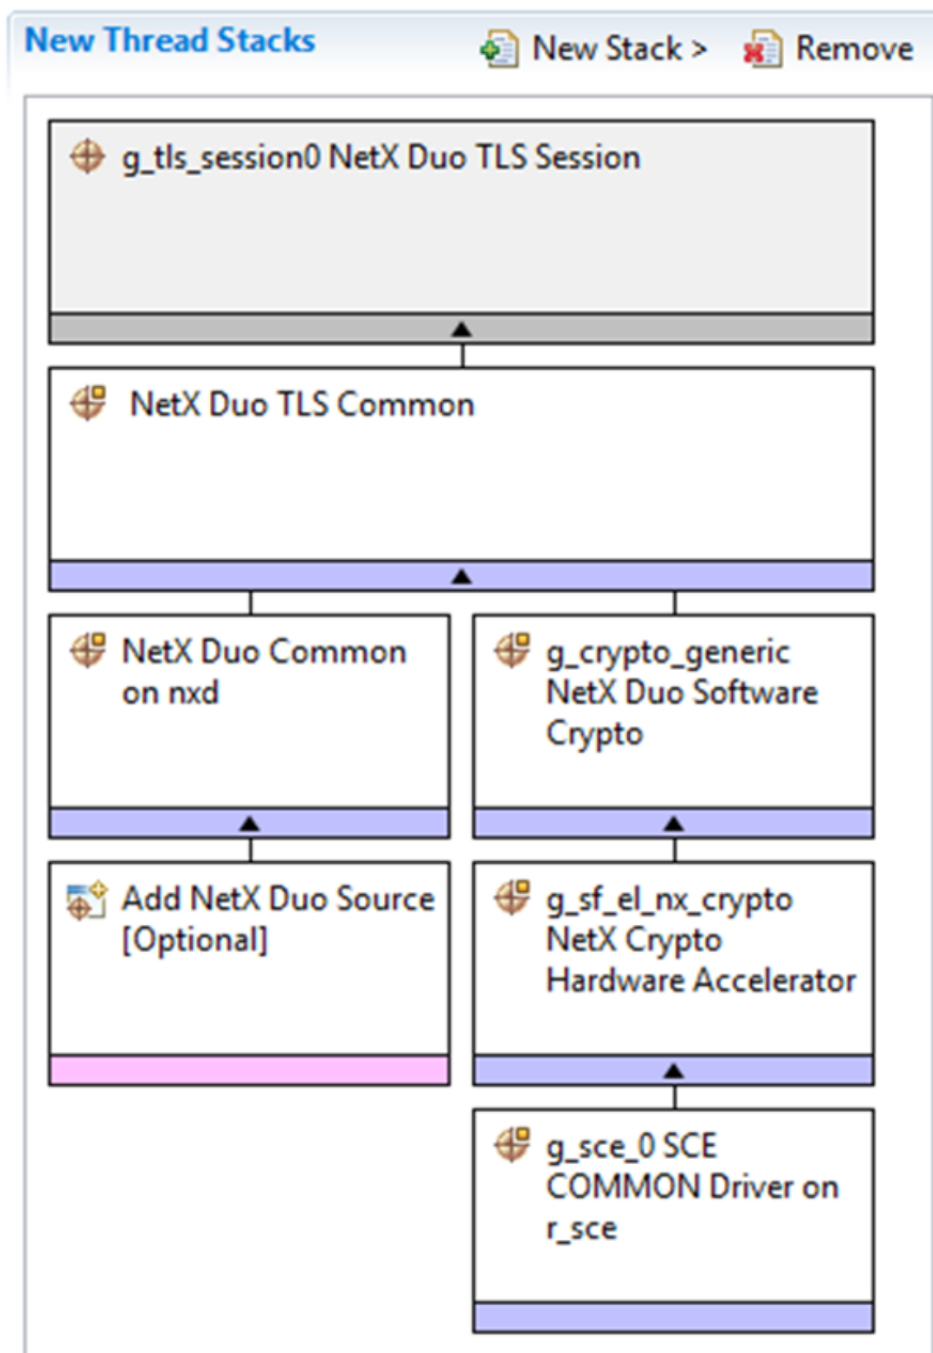 New Thread Stacks
New Stack >
Remove
g_tls_session0 NetX Duo TLS Session
NetX Duo TLS Common
NetX Duo Common
on nxd
g_crypto_generic
NetX Duo Software
Crypto
Add NetX Duo Source
[Optional]
g_sf_el_nx_crypto
NetX Crypto
Hardware Accelerator
g_sce_0 SCE
COMMON Driver on
r_sce